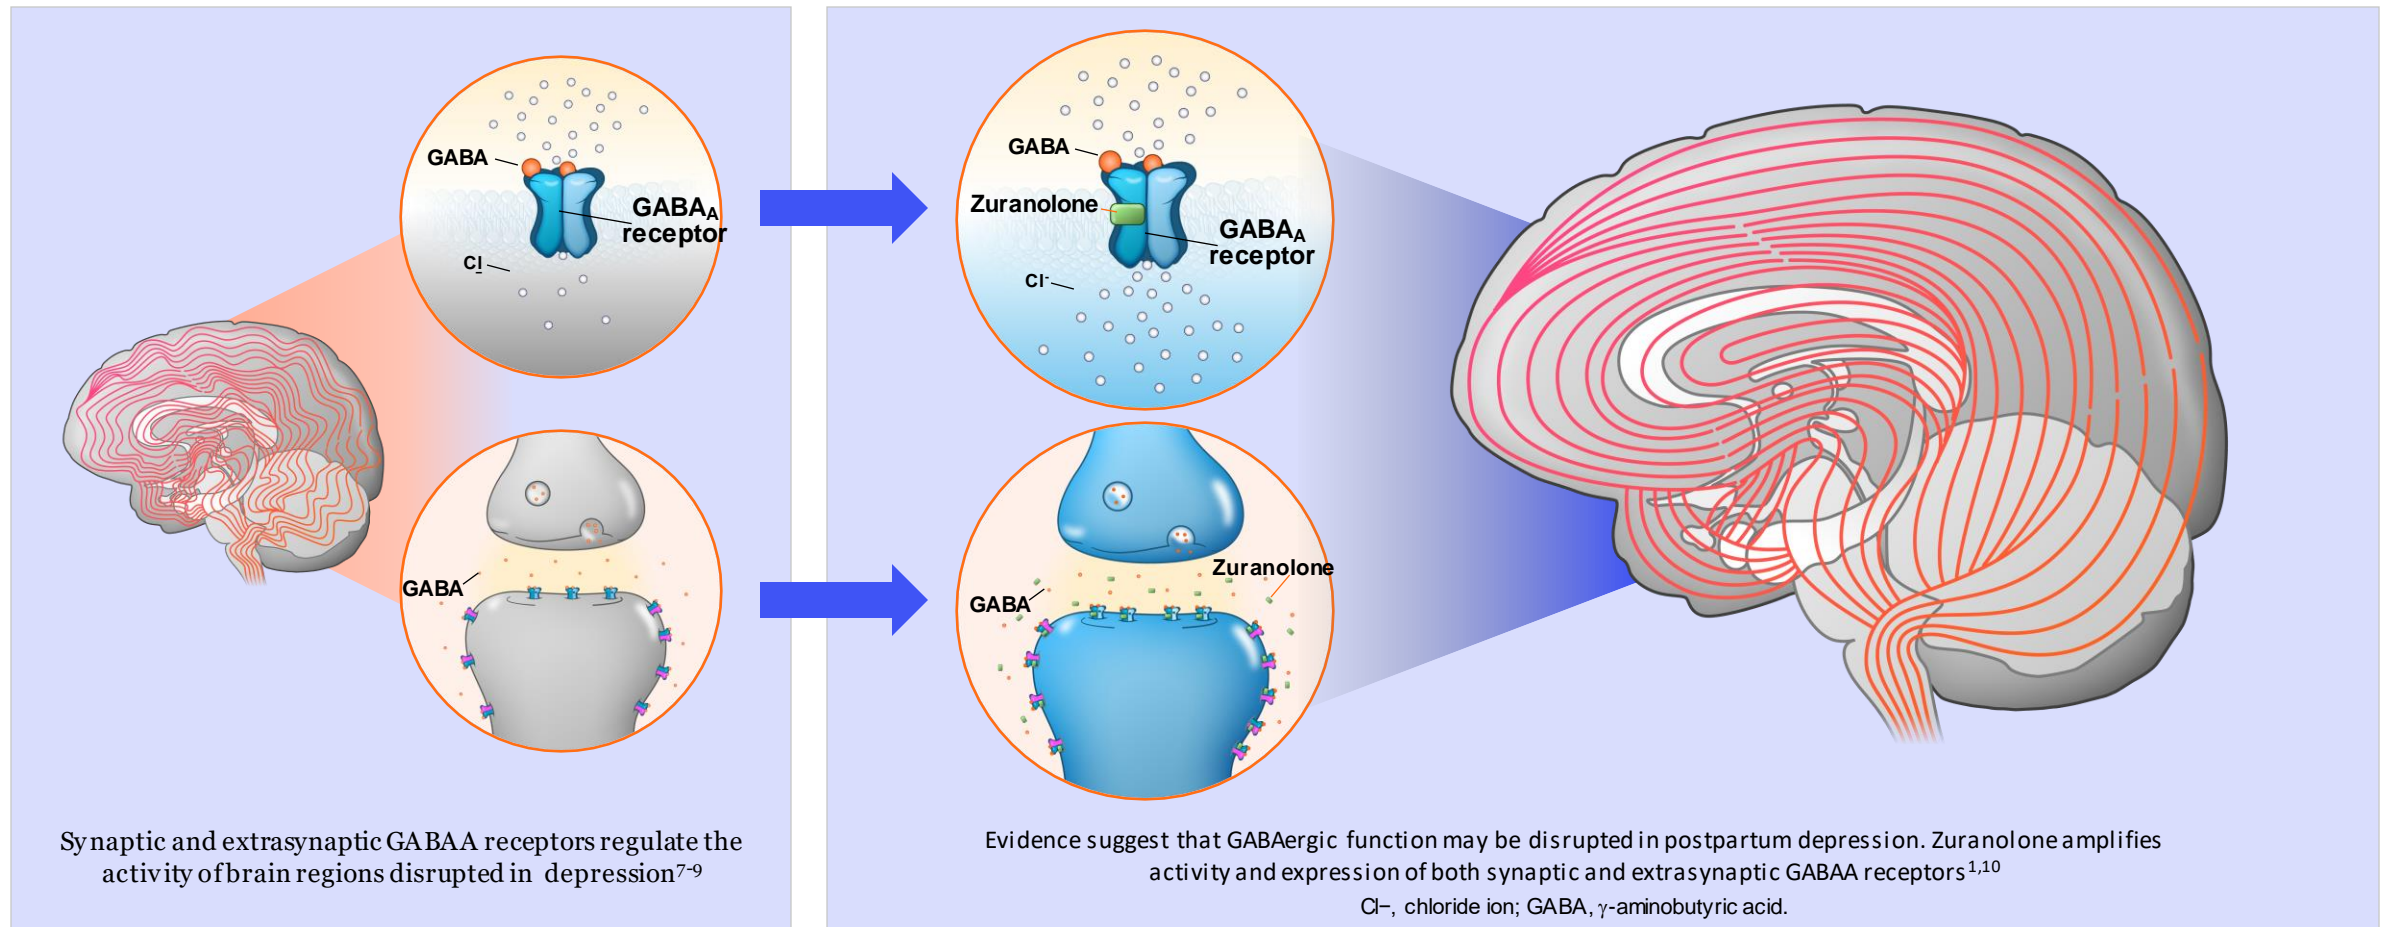 GABA
GABAA
receptor
Cl
GABA
Synaptic and extrasynaptic GABAA receptors regulate the
activity of brain regions disrupted in depression7-9
GABA
Zuranolone
GABAA
receptor
Cl-
Zuranolone
GABA
Evidence suggest that GABAergic function may be disrupted in postpartum depression. Zuranolone amplifies
activity and expression of both synaptic and extrasynaptic GABAA receptors1,10
Cl−, chloride ion; GABA, γ-aminobutyric acid.